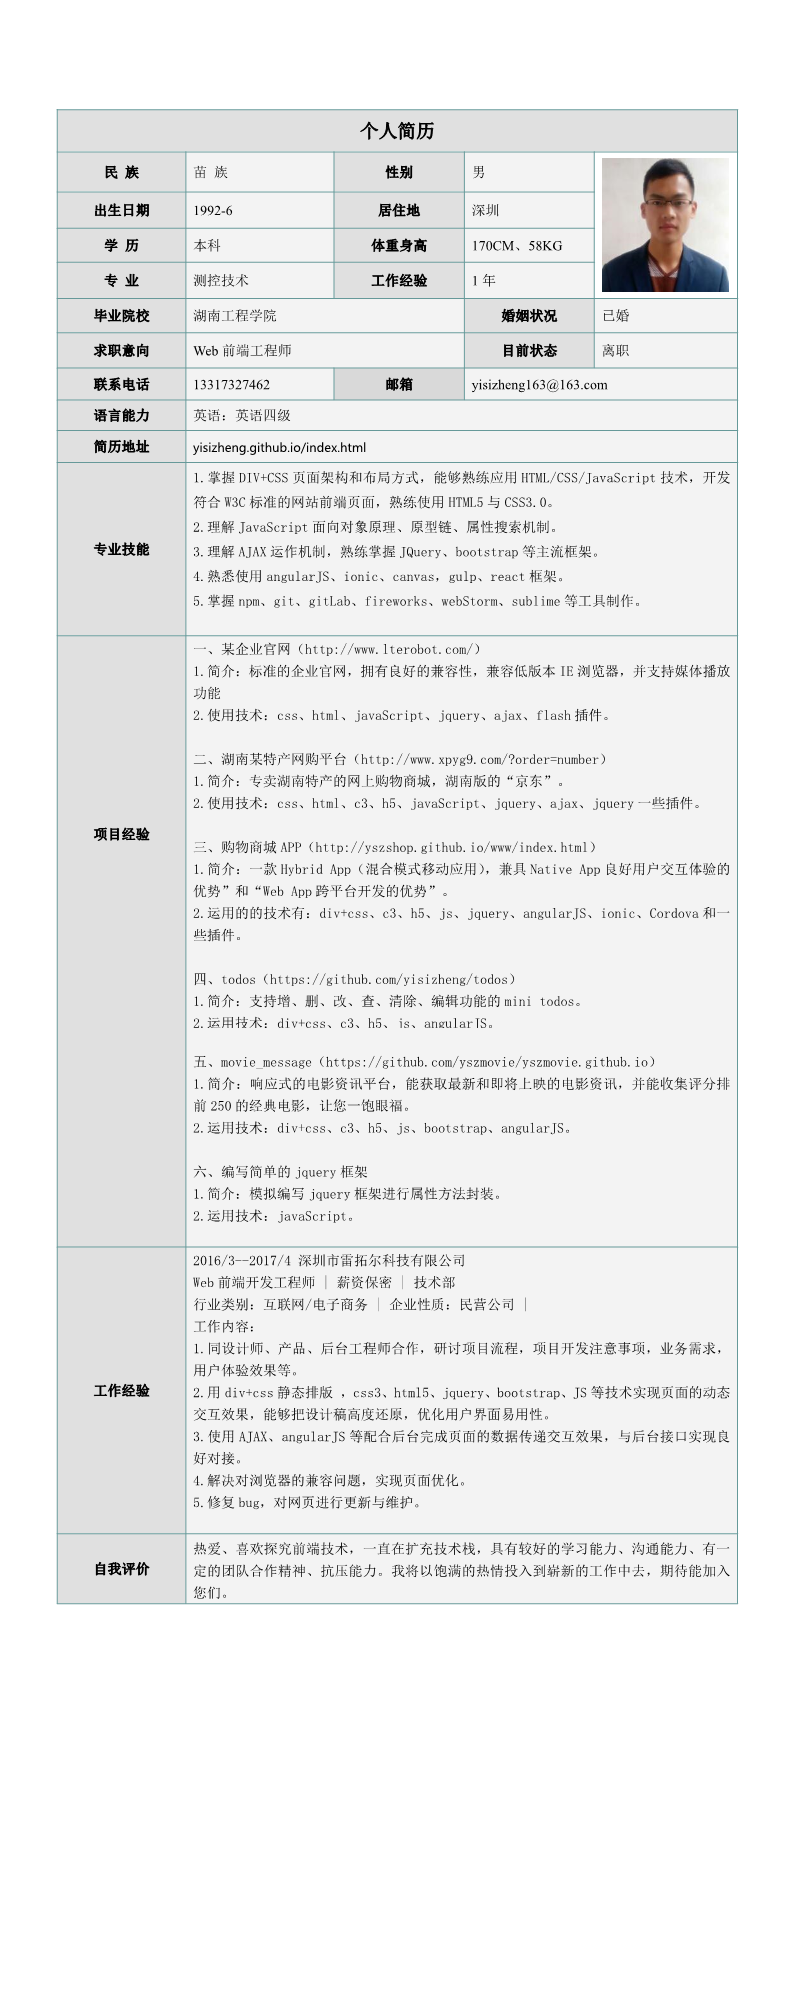 个人简历
民 族 苗 族 性别 男
出生日期 1992-6 居住地 深圳
学 历 本科 体重身高 170CM、58KG
专 业 测控技术 工作经验 1 年
毕业院校 湖南工程学院 婚姻状况 已婚
求职意向 Web 前端工程师 目前状态 离职
联系电话 13317327462 邮箱 yisizheng163@163.com
语言能力 英语：英语四级
简历地址 yisizheng.github.io/index.html
专业技能
1.掌握 DIV+CSS 页面架构和布局方式，能够熟练应用 HTML/CSS/JavaScript 技术，开发
符合 W3C 标准的网站前端页面，熟练使用 HTML5 与 CSS3.0。
2.理解 JavaScript 面向对象原理、原型链、属性搜索机制。
3.理解 AJAX 运作机制，熟练掌握 JQuery、bootstrap 等主流框架。
4.熟悉使用 angularJS、ionic、canvas，gulp、react 框架。
5.掌握 npm、git、gitLab、fireworks、webStorm、sublime 等工具制作。
项目经验
一、某企业官网（http://www.lterobot.com/）
1.简介：标准的企业官网，拥有良好的兼容性，兼容低版本 IE 浏览器，并支持媒体播放
功能
2.使用技术：css、html、javaScript、jquery、ajax、flash 插件。
二、湖南某特产网购平台（http://www.xpyg9.com/?order=number）
1.简介：专卖湖南特产的网上购物商城，湖南版的“京东”。
2.使用技术：css、html、c3、h5、javaScript、jquery、ajax、jquery 一些插件。
三、购物商城 APP（http://yszshop.github.io/www/index.html）
1.简介：一款 Hybrid App（混合模式移动应用），兼具 Native App 良好用户交互体验的
优势”和“Web App 跨平台开发的优势”。
2.运用的的技术有：div+css、c3、h5、js、jquery、angularJS、ionic、Cordova 和一
些插件。
四、todos（https://github.com/yisizheng/todos）
1.简介：支持增、删、改、查、清除、编辑功能的 mini todos。
2.运用技术：div+css、c3、h5、js、angularJS。
五、movie_message（https://github.com/yszmovie/yszmovie.github.io）
1.简介：响应式的电影资讯平台，能获取最新和即将上映的电影资讯，并能收集评分排
前 250 的经典电影，让您一饱眼福。
2.运用技术：div+css、c3、h5、js、bootstrap、angularJS。
六、编写简单的 jquery 框架
1.简介：模拟编写 jquery 框架进行属性方法封装。
2.运用技术：javaScript。
工作经验
2016/3--2017/4 深圳市雷拓尔科技有限公司
Web 前端开发工程师 | 薪资保密 | 技术部
行业类别：互联网/电子商务 | 企业性质：民营公司 |
工作内容：
1.同设计师、产品、后台工程师合作，研讨项目流程，项目开发注意事项，业务需求，
用户体验效果等。
2.用 div+css 静态排版 ，css3、html5、jquery、bootstrap、JS 等技术实现页面的动态
交互效果，能够把设计稿高度还原，优化用户界面易用性。
3.使用 AJAX、angularJS 等配合后台完成页面的数据传递交互效果，与后台接口实现良
好对接。
4.解决对浏览器的兼容问题，实现页面优化。
5.修复 bug，对网页进行更新与维护。
自我评价
热爱、喜欢探究前端技术，一直在扩充技术栈，具有较好的学习能力、沟通能力、有一
定的团队合作精神、抗压能力。我将以饱满的热情投入到崭新的工作中去，期待能加入
您们。